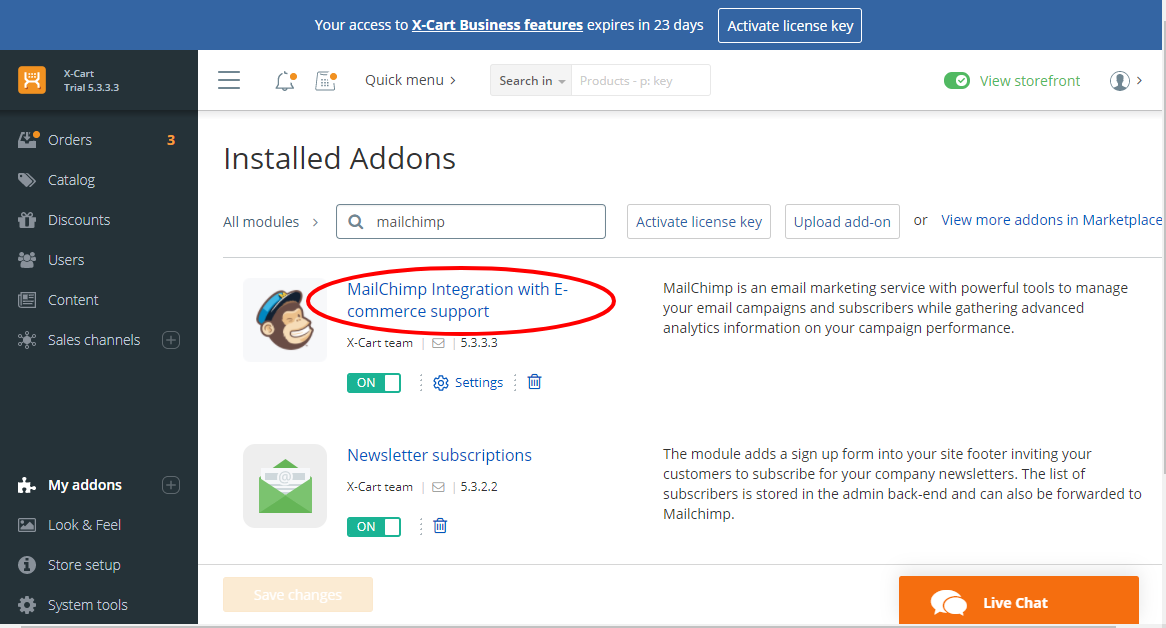 Your access to X-Cart Business features expires in 23 days Activate license key
X-Cart
Trial 5.3.3.3
Quick menu
Search in
Products - p: key
View storefront
Orders 3
Catalog
Discounts
Users
Content
Sales channels
My addons
Look & Feel
Store setup
System tools
Installed Addons
All modules
mailchimp
Activate license key
Upload add-on
or View more addons in Marketplace
MailChimp Integration with E-
commerce support
X-Cart team | | 5.3.3.3
ON
Settings
MailChimp is an email marketing service with powerful tools to manage
your email campaigns and subscribers while gathering advanced
analytics information on your campaign performance.
Newsletter subscriptions
X-Cart team | | 5.3.2.2
ON
The module adds a sign up form into your site footer inviting your
customers to subscribe for your company newsletters. The list of
subscribers is stored in the admin back-end and can also be forwarded to
Mailchimp.
Save changes
Live Chat